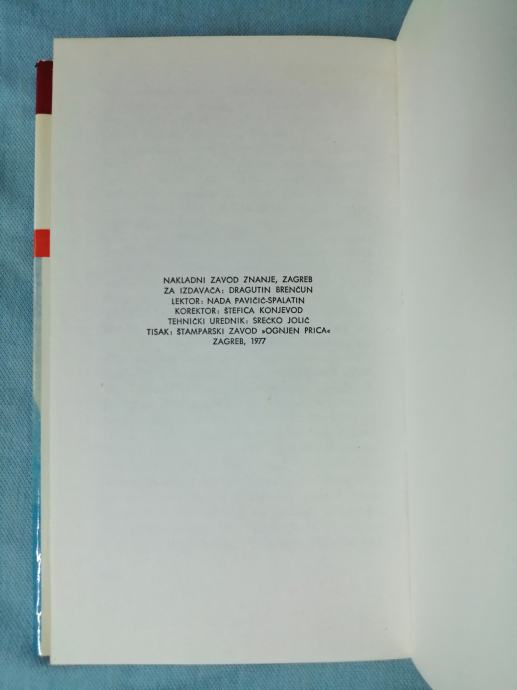 NAKLADNI ZAVOD ZNANJE, ZAGREB
ZA IZDAVAČA: DRAGUTIN BRENČUN
LEKTOR: NADA PAVIČIĆ-SPALATIN
KOREKTOR: ŠTEFICA KONJEVOD
TEHNIČKI UREDNIK: SREĆKO JOLIĆ
TISAK: ŠTAMPARSKI ZAVOD »OGNJEN PRICA«
ZAGREB, 1977